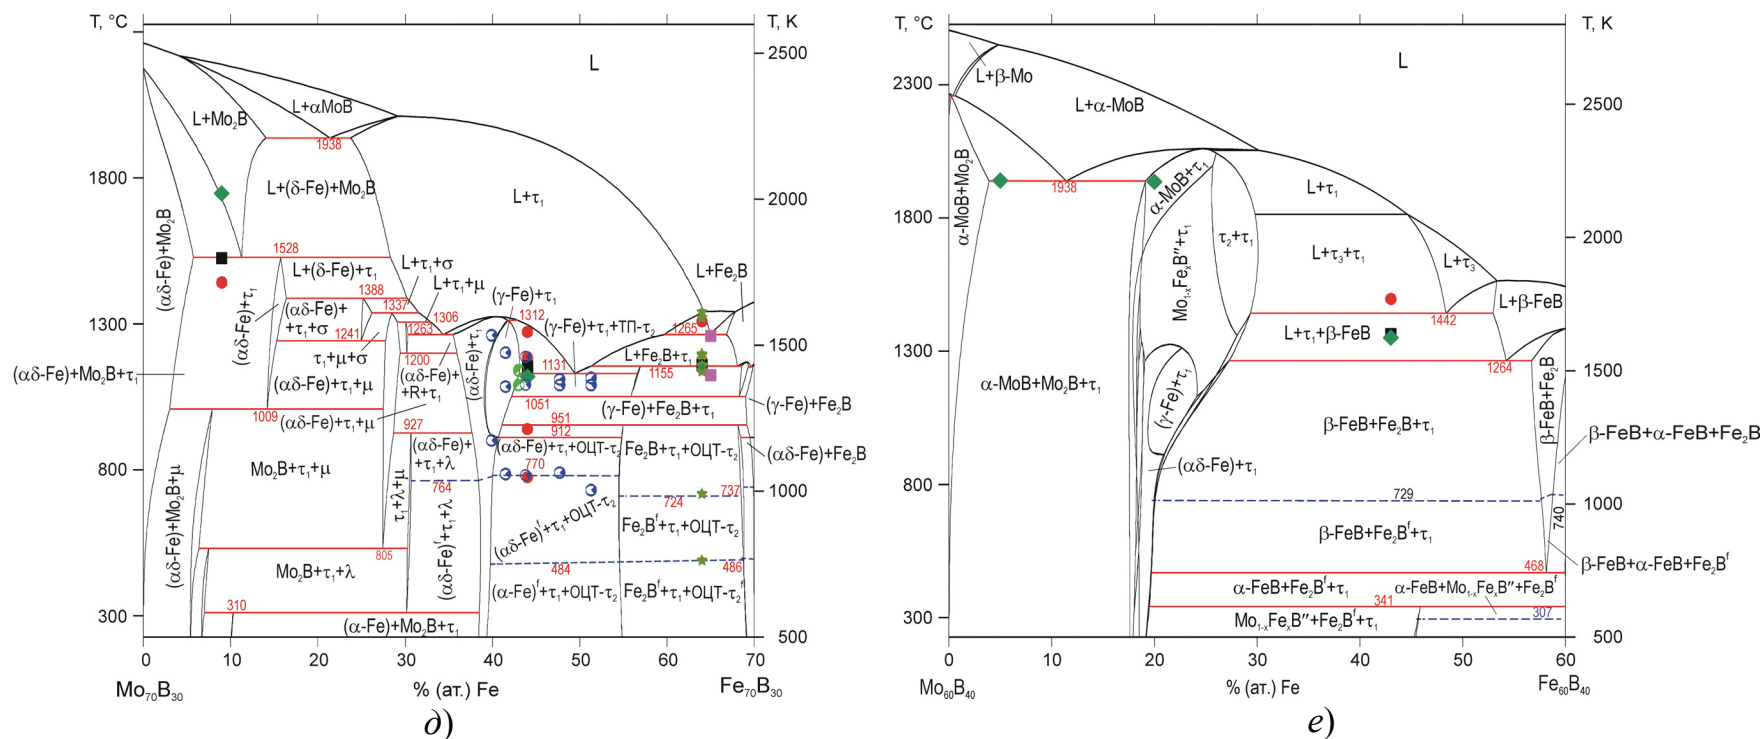 T, °C
T, K
L
L+Mo₂B
L+αMoB
1938
L+(δ-Fe)+Mo₂B
L+τ₁
(αδ-Fe)+Mo₂B
1528
L+(δ-Fe)+τ₁
L+τ₁+σ
L+τ₁+μ
L+Fe₂B
1388
1337
1306
(γ-Fe)+τ₁
1312
(γ-Fe)+τ₁+ТП-τ₂
1265
(αδ-Fe)+τ₁
(αδ-Fe)+
+τ₁+σ
1241
1263
τ₁+μ+σ
1200
(αδ-Fe)+τ₁
L+Fe₂B+τ₁
1131
1155
(αδ-Fe)+Mo₂B+τ₁
(αδ-Fe)+τ₁+μ
(αδ-Fe)+
+R+τ₁
1009
(αδ-Fe)+τ₁+μ
1051
(γ-Fe)+Fe₂B+τ₁
(γ-Fe)+Fe₂B
927
951
912
(αδ-Fe)+
+τ₁+λ
(αδ-Fe)+τ₁+ОЦТ-τ₂
Fe₂B+τ₁+ОЦТ-τ₂
(αδ-Fe)+Fe₂B
Mo₂B+τ₁+μ
764
770
724
737
(αδ-Fe)+Mo₂B+μ
τ₁+λ+μ
(αδ-Fe)ᶠ+τ₁+λ
(αδ-Fe)ᶠ+τ₁+ОЦТ-τ₂
Fe₂Bᶠ+τ₁+ОЦТ-τ₂
805
Mo₂B+τ₁+λ
484
486
(α-Fe)ᶠ+τ₁+ОЦТ-τ₂
Fe₂Bᶠ+τ₁+ОЦТ-τ₂
310
(α-Fe)+Mo₂B+τ₁
1800
1300
800
300
2500
2000
1500
1000
500
0 10 20 30 40 50 60 70
Mo₇₀B₃₀ % (ат.) Fe Fe₇₀B₃₀
д)
T, °C
T, K
L
L+β-Mo
L+α-MoB
α-MoB+Mo₂B
1938
α-MoB+τ₁
L+τ₁
Mo₁₋ₓFeₓB″+τ₁
τ₂+τ₁
L+τ₃+τ₁
L+τ₃
L+β-FeB
1442
L+τ₁+β-FeB
1264
α-MoB+Mo₂B+τ₁
(γ-Fe)+τ₁
β-FeB+Fe₂B+τ₁
β-FeB+Fe₂B
β-FeB+α-FeB+Fe₂B
(αδ-Fe)+τ₁
729
740
β-FeB+Fe₂Bᶠ+τ₁
β-FeB+α-FeB+Fe₂Bᶠ
468
α-FeB+Fe₂Bᶠ+τ₁
α-FeB+Mo₁₋ₓFeₓB″+Fe₂Bᶠ
341
307
Mo₁₋ₓFeₓB″+Fe₂Bᶠ+τ₁
2300
1800
1300
800
300
2500
2000
1500
1000
500
0 10 20 30 40 50 60
Mo₆₀B₄₀ % (ат.) Fe Fe₆₀B₄₀
е)